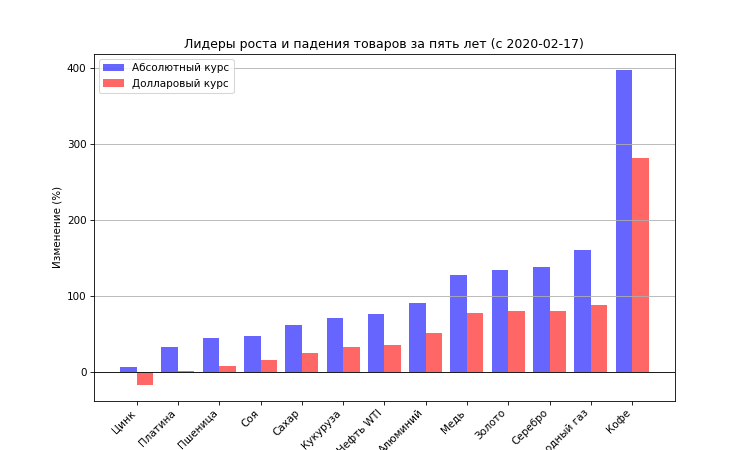 Лидеры роста и падения товаров за пять лет (с 2020-02-17)
Абсолютный курс
Долларовый курс
Изменение (%)
400
300
200
100
0
Цинк
Платина
Пшеница
Соя
Сахар
Кукуруза
Нефть WTI
Алюминий
Медь
Золото
Серебро
одный газ
Кофе